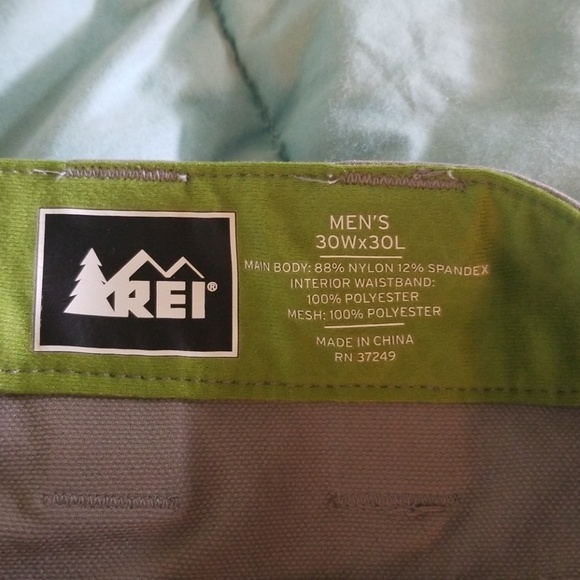 REI®
MEN'S
30Wx30L
MAIN BODY: 88% NYLON 12% SPANDEX
INTERIOR WAISTBAND:
100% POLYESTER
MESH: 100% POLYESTER
MADE IN CHINA
RN 37249